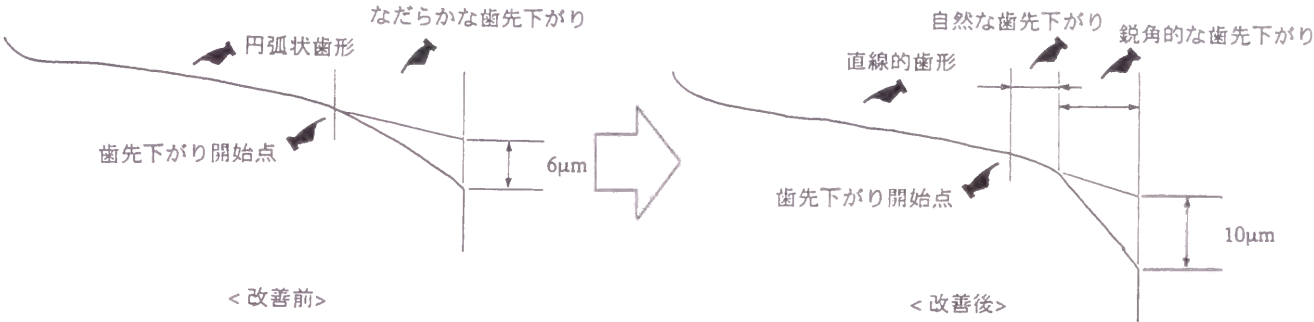 なだらかな歯先下がり
円弧状歯形
歯先下がり開始点
6μm
<改善前>
自然な歯先下がり
鋭角的な歯先下がり
直線的歯形
歯先下がり開始点
10μm
<改善後>